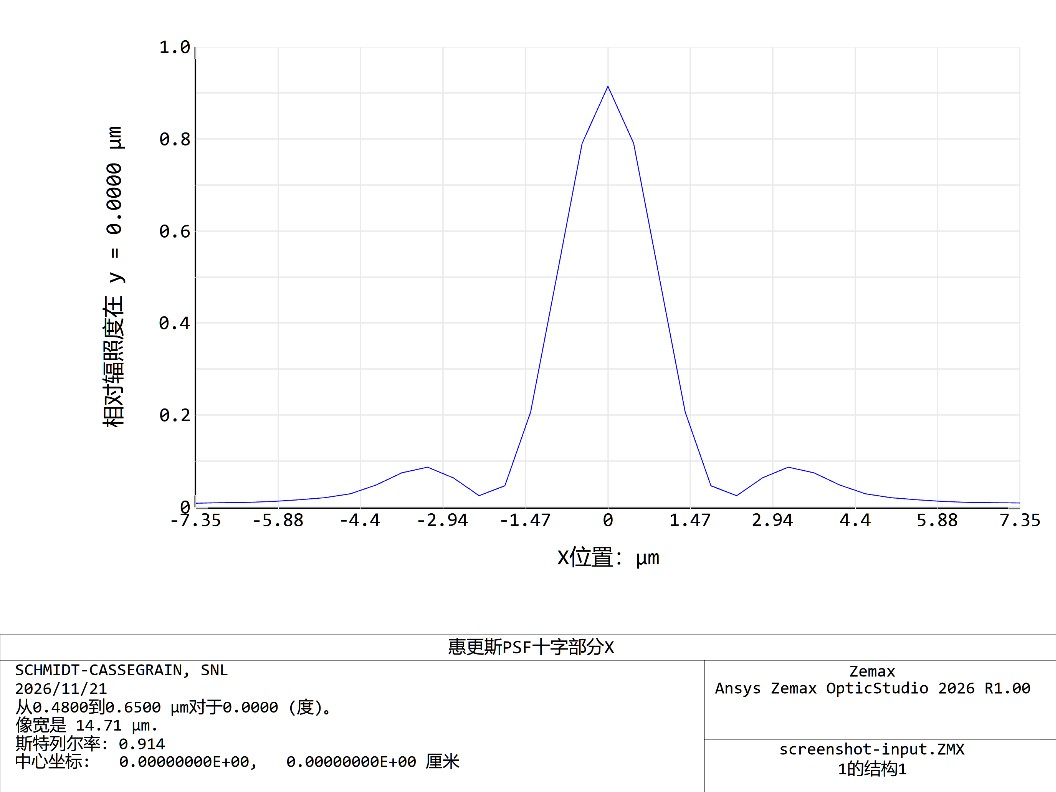 1.0
0.8
0.6
0.4
0.2
0
相对辐照度在 y = 0.0000 µm
-7.35 -5.88 -4.4 -2.94 -1.47 0 1.47 2.94 4.4 5.88 7.35
X位置: µm
惠更斯PSF十字部分X
SCHMIDT-CASSEGRAIN, SNL
2026/11/21
从0.4800到0.6500 µm对于0.0000 (度)。
像宽是 14.71 µm.
斯特列尔率: 0.914
中心坐标: 0.00000000E+00, 0.00000000E+00 厘米
Zemax
Ansys Zemax OpticStudio 2026 R1.00
screenshot-input.ZMX
1的结构1